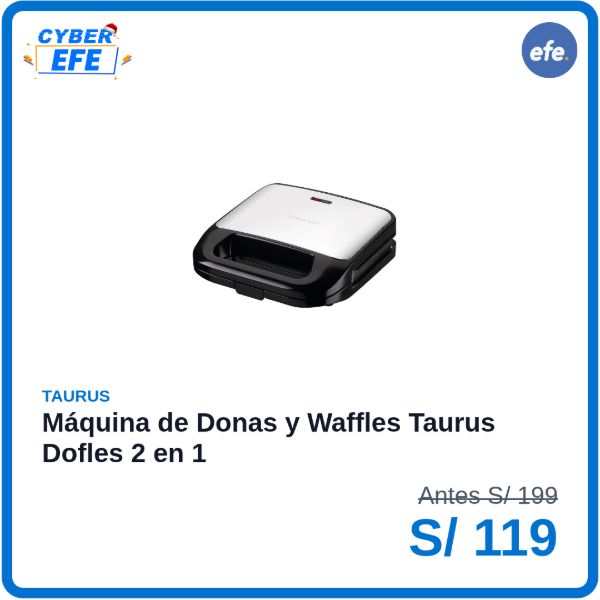 CYBER
EFE
efe.
TAURUS
Máquina de Donas y Waffles Taurus
Dofles 2 en 1
Antes S/ 199
S/ 119